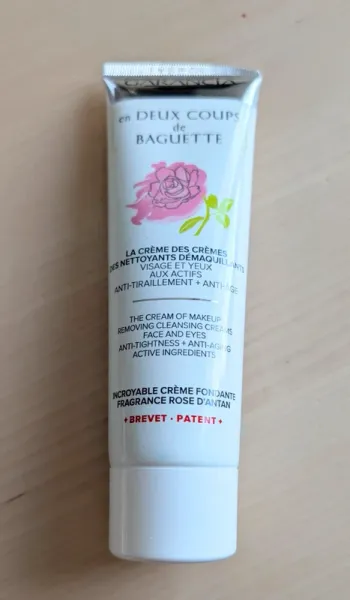 GARANCIA
en DEUX COUPS
de
BAGUETTE
LA CRÈME DES CRÈMES
DES NETTOYANTS DÉMAQUILLANTS
VISAGE ET YEUX
AUX ACTIFS
ANTI-TIRAILLEMENT + ANTI-ÂGE
THE CREAM OF MAKEUP
REMOVING CLEANSING CREAMS
FACE AND EYES
ANTI-TIGHTNESS + ANTI-AGING
ACTIVE INGREDIENTS
INCROYABLE CRÈME FONDANTE
FRAGRANCE ROSE D'ANTAN
+ BREVET · PATENT +